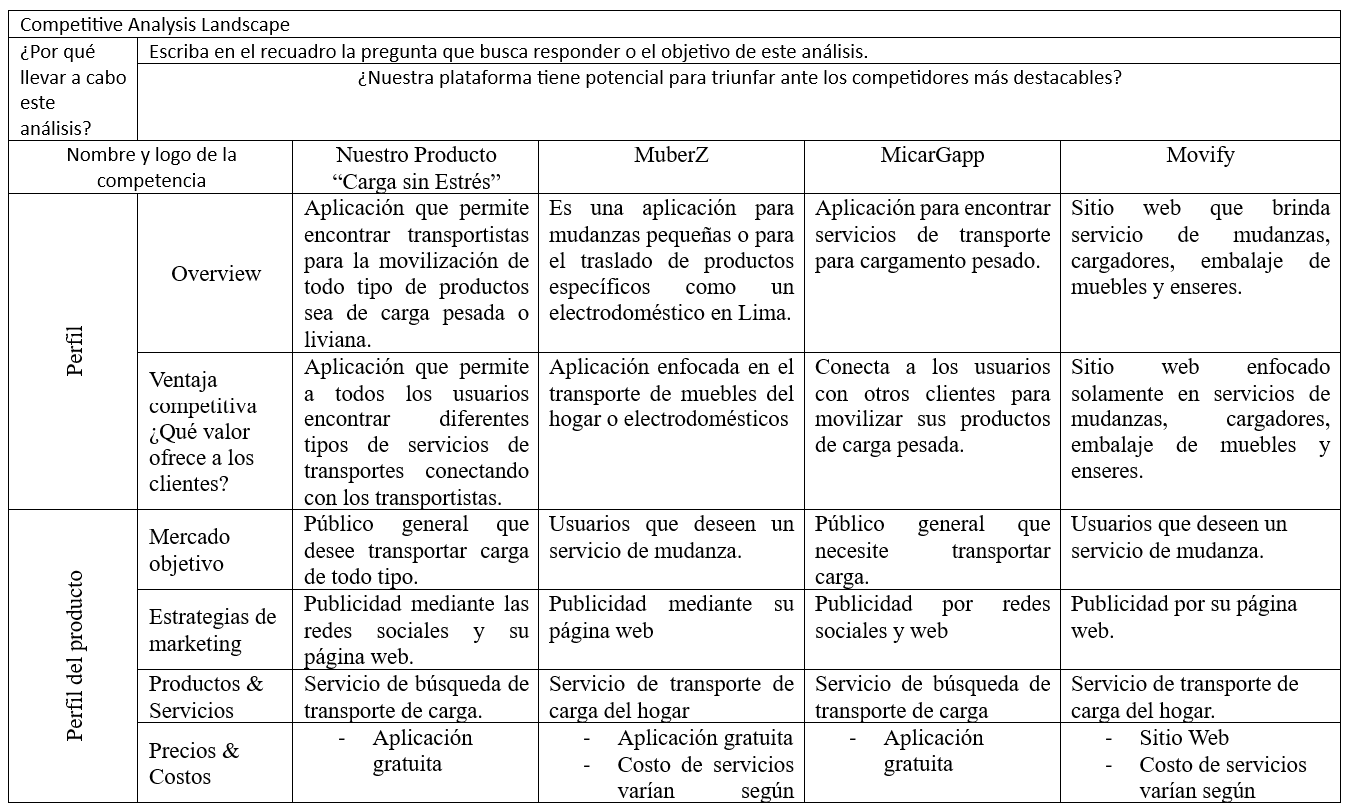 Competitive Analysis Landscape
¿Por qué
llevar a cabo
este
análisis?
Escriba en el recuadro la pregunta que busca responder o el objetivo de este análisis.
¿Nuestra plataforma tiene potencial para triunfar ante los competidores más destacables?
Nombre y logo de la
competencia
Nuestro Producto
“Carga sin Estrés”
MuberZ
MicarGapp
Movify
Perfil
Overview
Aplicación que permite
encontrar transportistas
para la movilización de
todo tipo de productos
sea de carga pesada o
liviana.
Es una aplicación para
mudanzas pequeñas o para
el traslado de productos
específicos como un
electrodoméstico en Lima.
Aplicación para encontrar
servicios de transporte
para cargamento pesado.
Sitio web que brinda
servicio de mudanzas,
cargadores, embalaje de
muebles y enseres.
Ventaja
competitiva
¿Qué valor
ofrece a los
clientes?
Aplicación que permite
a todos los usuarios
encontrar diferentes
tipos de servicios de
transportes conectando
con los transportistas.
Aplicación enfocada en el
transporte de muebles del
hogar o electrodomésticos
Conecta a los usuarios
con otros clientes para
movilizar sus productos
de carga pesada.
Sitio web enfocado
solamente en servicios de
mudanzas, cargadores,
embalaje de muebles y
enseres.
Perfil del producto
Mercado
objetivo
Público general que
desee transportar carga
de todo tipo.
Usuarios que deseen un
servicio de mudanza.
Público general que
necesite transportar
carga.
Usuarios que deseen un
servicio de mudanza.
Estrategias de
marketing
Publicidad mediante las
redes sociales y su
página web.
Publicidad mediante su
página web
Publicidad por redes
sociales y web
Publicidad por su página
web.
Productos &
Servicios
Servicio de búsqueda de
transporte de carga.
Servicio de transporte de
carga del hogar
Servicio de búsqueda de
transporte de carga
Servicio de transporte de
carga del hogar.
Precios &
Costos
- Aplicación
gratuita
- Aplicación gratuita
- Costo de servicios
varían según
- Aplicación
gratuita
- Sitio Web
- Costo de servicios
varían según